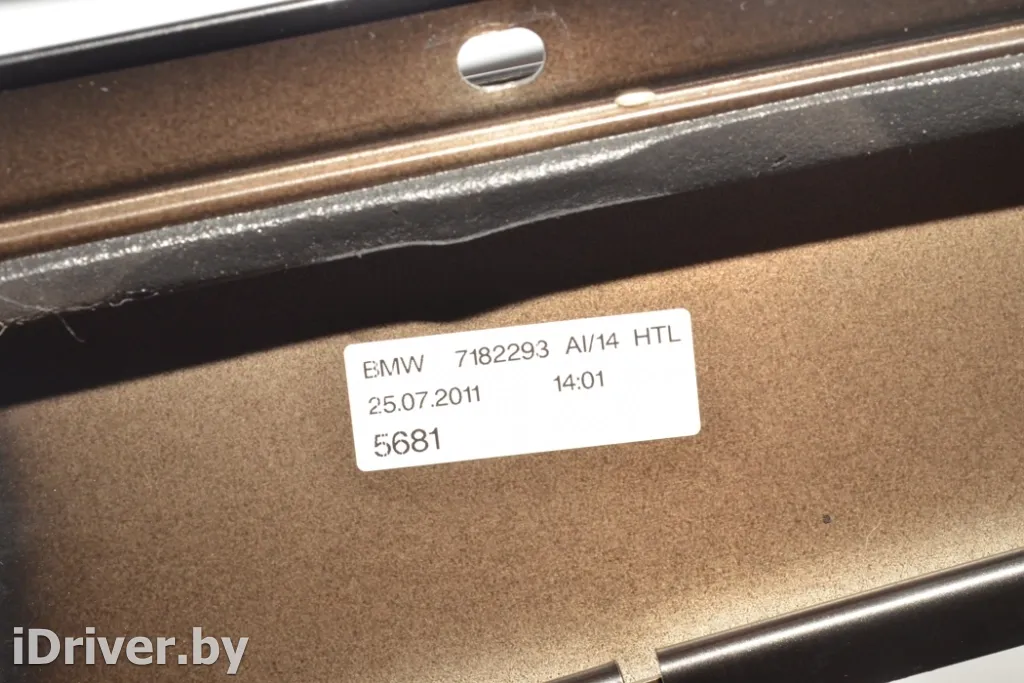 BMW 7182293 AI/14 HTL
25.07.2011 14:01
5681
iDriver.by